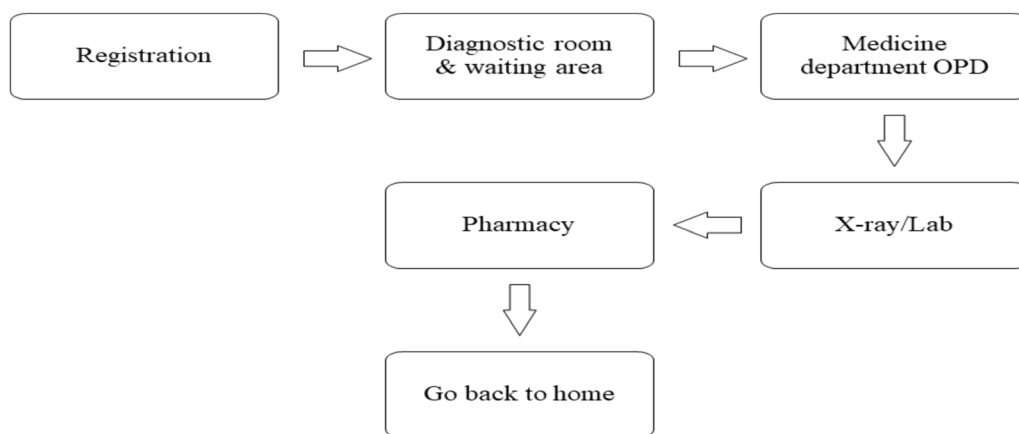 Registration
Diagnostic room
& waiting area
Medicine
department OPD
X-ray/Lab
Pharmacy
Go back to home